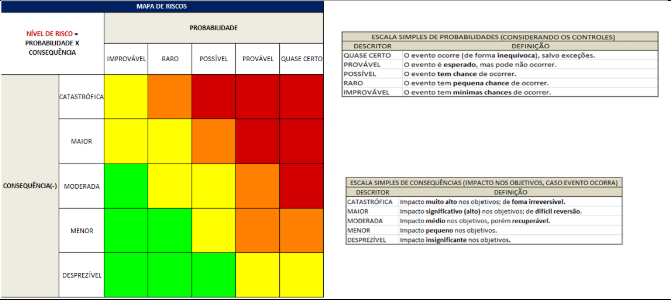 MAPA DE RISCOS
NÍVEL DE RISCO =
PROBABILIDADE X
CONSEQUÊNCIA
PROBABILIDADE
IMPROVÁVEL RARO POSSÍVEL PROVÁVEL QUASE CERTO
CONSEQUÊNCIA(-)
CATASTRÓFICA
MAIOR
MODERADA
MENOR
DESPREZÍVEL
ESCALA SIMPLES DE PROBABILIDADES (CONSIDERANDO OS CONTROLES)
DESCRITOR DEFINIÇÃO
QUASE CERTO O evento ocorre (de forma inequívoca), salvo exceções.
PROVÁVEL O evento é esperado, mas pode não ocorrer.
POSSÍVEL O evento tem chance de ocorrer.
RARO O evento tem pequena chance de ocorrer.
IMPROVÁVEL O evento tem mínimas chances de ocorrer.
ESCALA SIMPLES DE CONSEQUÊNCIAS (IMPACTO NOS OBJETIVOS, CASO EVENTO OCORRA)
DESCRITOR DEFINIÇÃO
CATASTRÓFICA Impacto muito alto nos objetivos; de foma irreversível.
MAIOR Impacto significativo (alto) nos objetivos; de difícil reversão.
MODERADA Impacto médio nos objetivos, porém recuperável.
MENOR Impacto pequeno nos objetivos.
DESPREZÍVEL Impacto insignificante nos objetivos.